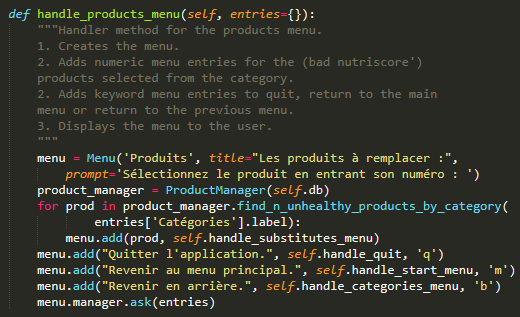 def handle_products_menu(self, entries={}):
    """Handler method for the products menu.
    1. Creates the menu.
    2. Adds numeric menu entries for the (bad nutriscore')
    products selected from the category.
    2. Adds keyword menu entries to quit, return to the main
    menu or return to the previous menu.
    3. Displays the menu to the user.
    """
    menu = Menu('Produits', title="Les produits à remplacer :",
        prompt='Sélectionnez le produit en entrant son numéro : ')
    product_manager = ProductManager(self.db)
    for prod in product_manager.find_n_unhealthy_products_by_category(
            entries['Catégories'].label):
        menu.add(prod, self.handle_substitutes_menu)
    menu.add("Quitter l'application.", self.handle_quit, 'q')
    menu.add("Revenir au menu principal.", self.handle_start_menu, 'm')
    menu.add("Revenir en arrière.", self.handle_categories_menu, 'b')
    menu.manager.ask(entries)